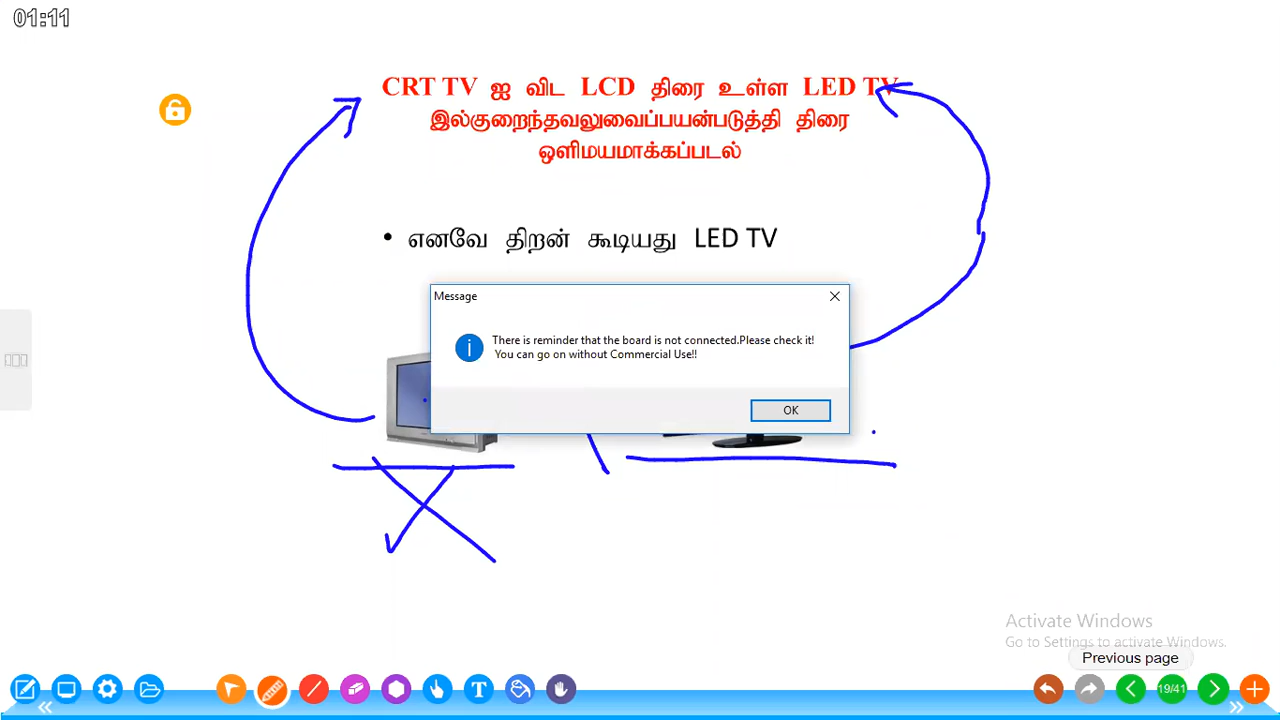 01:11
CRT TV ஐ விட LCD திரை உள்ள LED TV
இல்குறைந்தவலுவைப்பயன்படுத்தி திரை
ஒளிமயமாக்கப்படல்
• எனவே திறன் கூடியது LED TV
Message
There is reminder that the board is not connected.Please check it!
You can go on without Commercial Use!!
OK
Activate Windows
Go to Settings to activate Windows.
Previous page
T
19/41